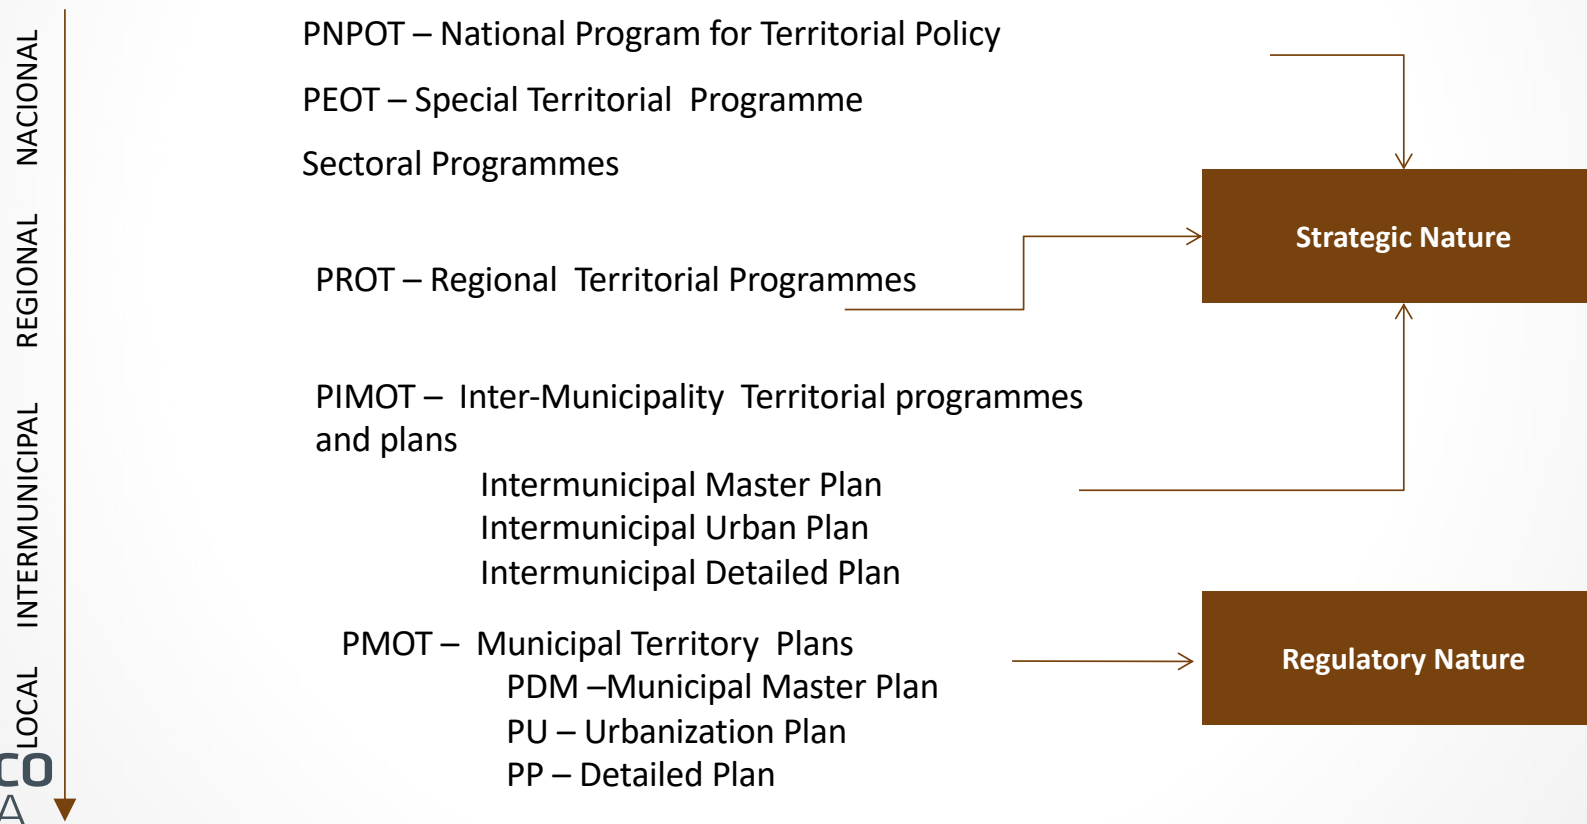 NACIONAL
PNPOT – National Program for Territorial Policy
PEOT – Special Territorial Programme
Sectoral Programmes
Strategic Nature
REGIONAL
PROT – Regional Territorial Programmes
INTERMUNICIPAL
PIMOT – Inter-Municipality Territorial programmes
and plans
Intermunicipal Master Plan
Intermunicipal Urban Plan
Intermunicipal Detailed Plan
LOCAL
PMOT – Municipal Territory Plans
Regulatory Nature
PDM –Municipal Master Plan
PU – Urbanization Plan
PP – Detailed Plan
CO
A